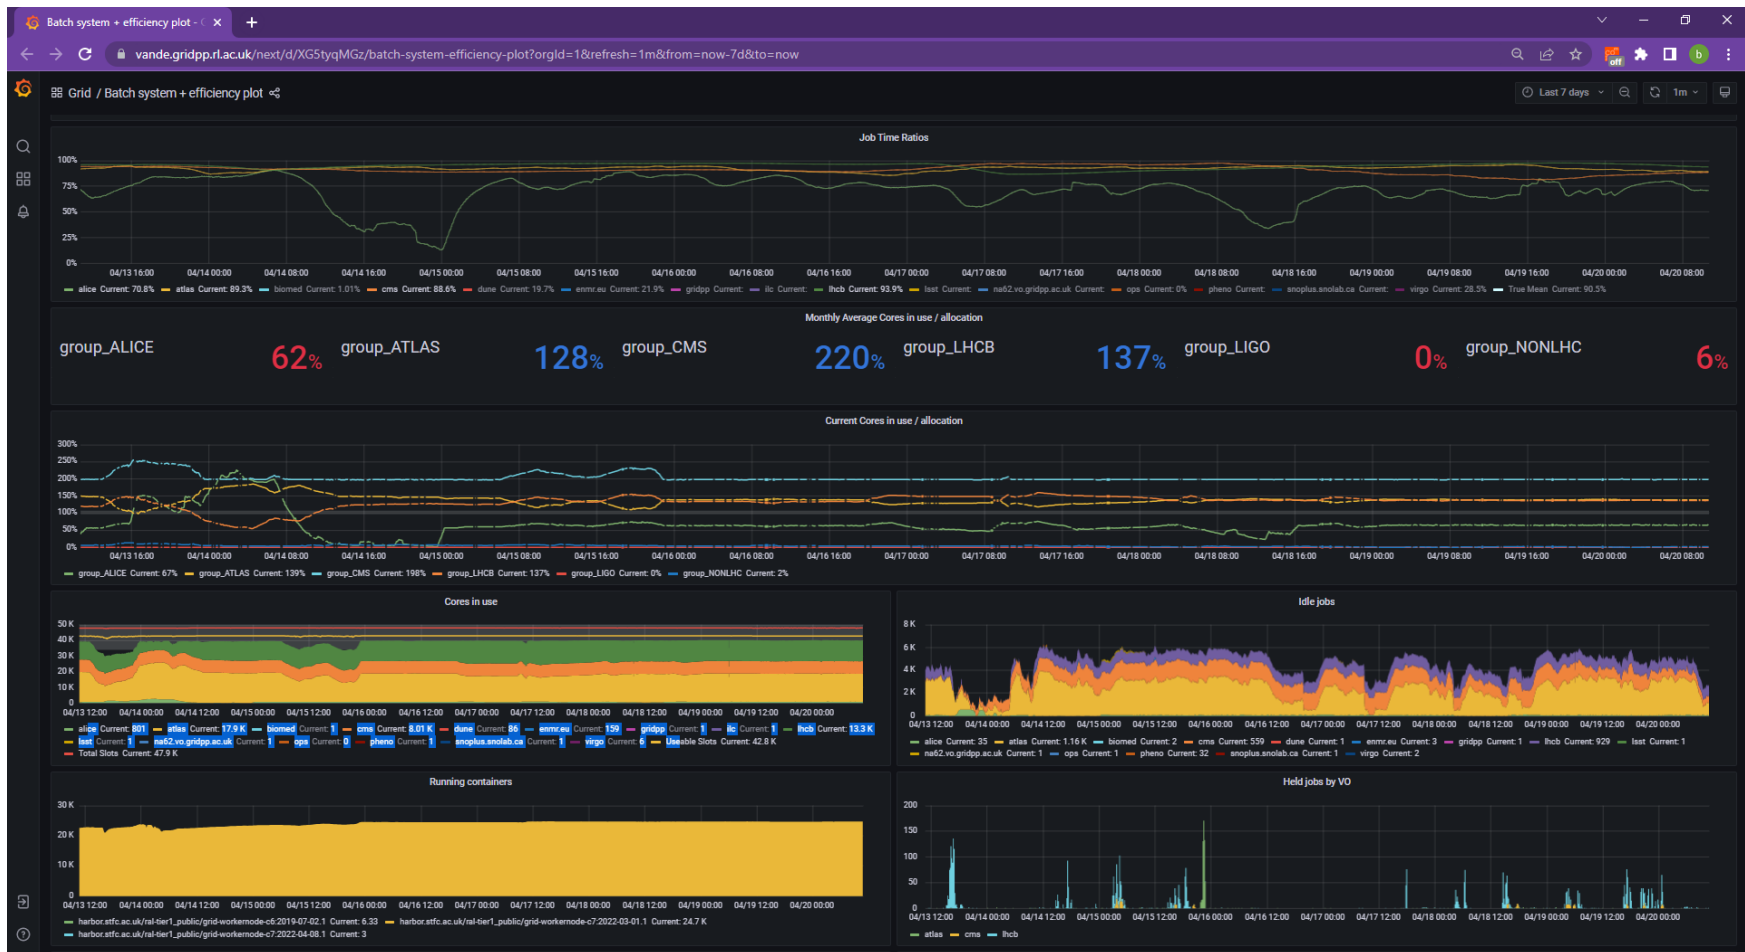 Batch system + efficiency plot - (
vande.gridpp.rl.ac.uk/next/d/XG5tyqMGz/batch-system-efficiency-plot?orgId=1&refresh=1m&from=now-7d&to=now
off
b
Grid / Batch system + efficiency plot
Last 7 days
1m
Job Time Ratios
100%
75%
50%
25%
0%
04/13 16:00 04/14 00:00 04/14 08:00 04/14 16:00 04/15 00:00 04/15 08:00 04/15 16:00 04/16 00:00 04/16 08:00 04/16 16:00 04/17 00:00 04/17 08:00 04/17 16:00 04/18 00:00 04/18 08:00 04/18 16:00 04/19 00:00 04/19 08:00 04/19 16:00 04/20 00:00 04/20 08:00
alice Current: 70.8% atlas Current: 89.3% biomed Current: 1.01% cms Current: 88.6% dune Current: 19.7% enmr.eu Current: 21.9% gridpp Current: ilc Current: lhcb Current: 93.9% lsst Current: na62.vo.gridpp.ac.uk Current: ops Current: 0% pheno Current: snoplus.snolab.ca Current: virgo Current: 28.5% True Mean Current: 90.5%
Monthly Average Cores in use / allocation
group_ALICE 62% group_ATLAS 128% group_CMS 220% group_LHCB 137% group_LIGO 0% group_NONLHC 6%
Current Cores in use / allocation
300%
250%
200%
150%
100%
50%
0%
04/13 16:00 04/14 00:00 04/14 08:00 04/14 16:00 04/15 00:00 04/15 08:00 04/15 16:00 04/16 00:00 04/16 08:00 04/16 16:00 04/17 00:00 04/17 08:00 04/17 16:00 04/18 00:00 04/18 08:00 04/18 16:00 04/19 00:00 04/19 08:00 04/19 16:00 04/20 00:00 04/20 08:00
group_ALICE Current: 67% group_ATLAS Current: 139% group_CMS Current: 198% group_LHCB Current: 137% group_LIGO Current: 0% group_NONLHC Current: 2%
Cores in use
50 K
40 K
30 K
20 K
10 K
0
04/13 12:00 04/14 00:00 04/14 12:00 04/15 00:00 04/15 12:00 04/16 00:00 04/16 12:00 04/17 00:00 04/17 12:00 04/18 00:00 04/18 12:00 04/19 00:00 04/19 12:00 04/20 00:00
alice Current: 801 atlas Current: 17.9 K biomed Current: 1 cms Current: 8.01 K dune Current: 86 enmr.eu Current: 159 gridpp Current: 1 ilc Current: 1 lhcb Current: 13.3 K
lsst Current: 1 na62.vo.gridpp.ac.uk Current: 1 ops Current: 0 pheno Current: 1 snoplus.snolab.ca Current: 1 virgo Current: 6 Useable Slots Current: 42.8 K
Total Slots Current: 47.9 K
Idle jobs
8 K
6 K
4 K
2 K
0
04/13 12:00 04/14 00:00 04/14 12:00 04/15 00:00 04/15 12:00 04/16 00:00 04/16 12:00 04/17 00:00 04/17 12:00 04/18 00:00 04/18 12:00 04/19 00:00 04/19 12:00 04/20 00:00
alice Current: 35 atlas Current: 1.16 K biomed Current: 2 cms Current: 559 dune Current: 1 enmr.eu Current: 3 gridpp Current: 1 lhcb Current: 929 lsst Current: 1
na62.vo.gridpp.ac.uk Current: 1 ops Current: 1 pheno Current: 32 snoplus.snolab.ca Current: 1 virgo Current: 2
Running containers
30 K
20 K
10 K
0
04/13 12:00 04/14 00:00 04/14 12:00 04/15 00:00 04/15 12:00 04/16 00:00 04/16 12:00 04/17 00:00 04/17 12:00 04/18 00:00 04/18 12:00 04/19 00:00 04/19 12:00 04/20 00:00
harbor.stfc.ac.uk/ral-tier1_public/grid-workernode-c6:2019-07-02.1 Current: 6.33 harbor.stfc.ac.uk/ral-tier1_public/grid-workernode-c7:2022-03-01.1 Current: 24.7 K
harbor.stfc.ac.uk/ral-tier1_public/grid-workernode-c7:2022-04-08.1 Current: 3
Held jobs by VO
200
150
100
50
0
04/13 12:00 04/14 00:00 04/14 12:00 04/15 00:00 04/15 12:00 04/16 00:00 04/16 12:00 04/17 00:00 04/17 12:00 04/18 00:00 04/18 12:00 04/19 00:00 04/19 12:00 04/20 00:00
atlas cms lhcb